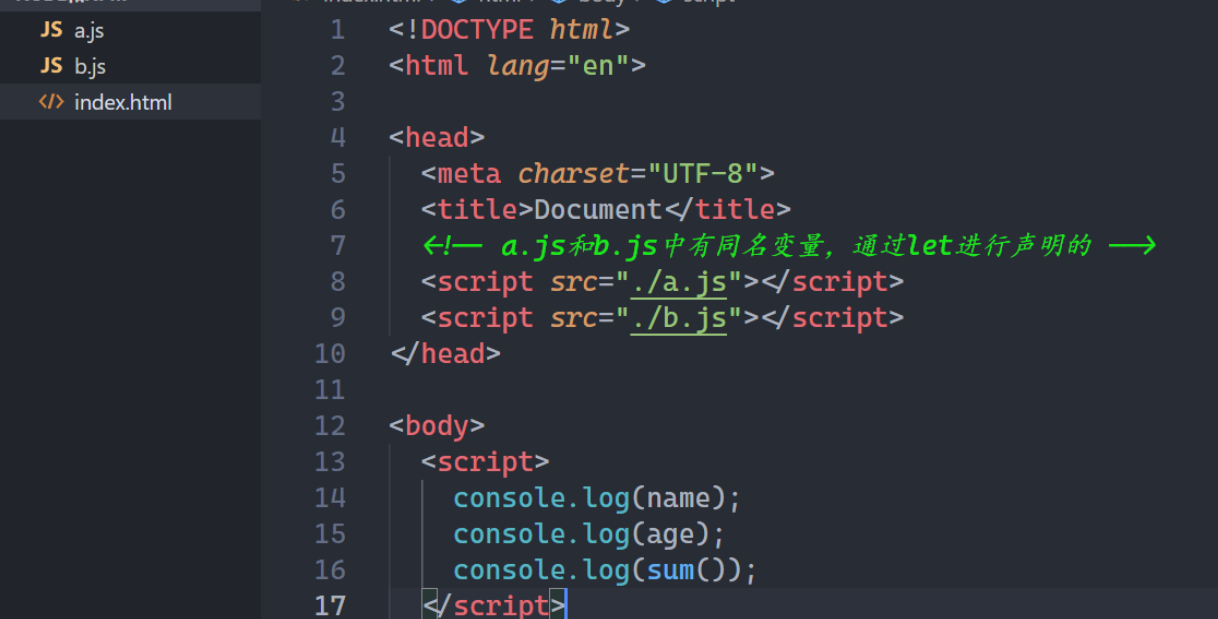 JS a.js
JS b.js
</> index.html
1 <!DOCTYPE html>
2 <html lang="en">
3
4 <head>
5 <meta charset="UTF-8">
6 <title>Document</title>
7 <!-- a.js和b.js中有同名变量，通过let进行声明的 -->
8 <script src="./a.js"></script>
9 <script src="./b.js"></script>
10 </head>
11
12 <body>
13 <script>
14 console.log(name);
15 console.log(age);
16 console.log(sum());
17 </script>